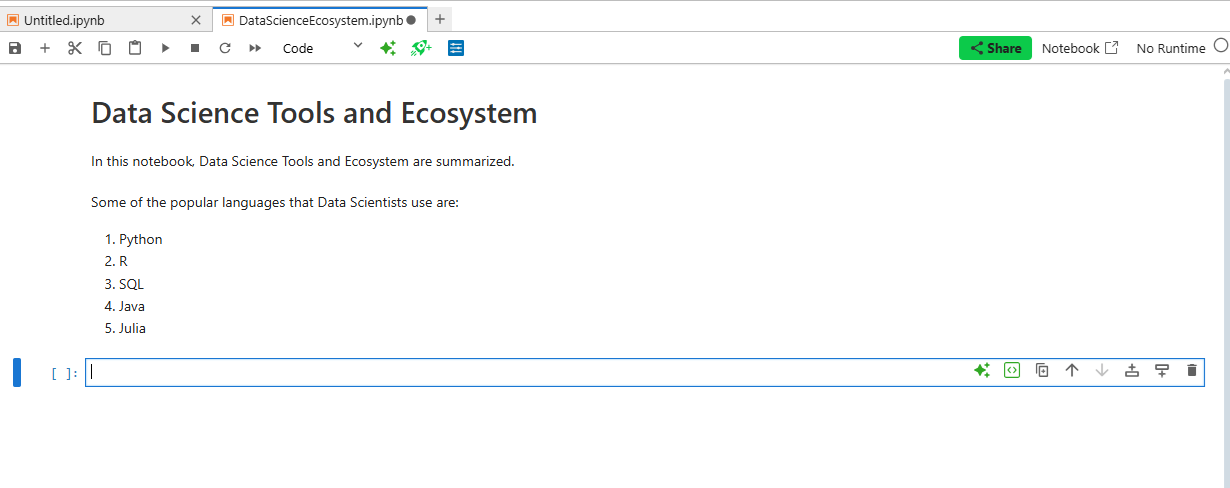 Untitled.ipynb
DataScienceEcosystem.ipynb
Code
Share
Notebook
No Runtime
Data Science Tools and Ecosystem
In this notebook, Data Science Tools and Ecosystem are summarized.
Some of the popular languages that Data Scientists use are:
1. Python
2. R
3. SQL
4. Java
5. Julia
[ ]: